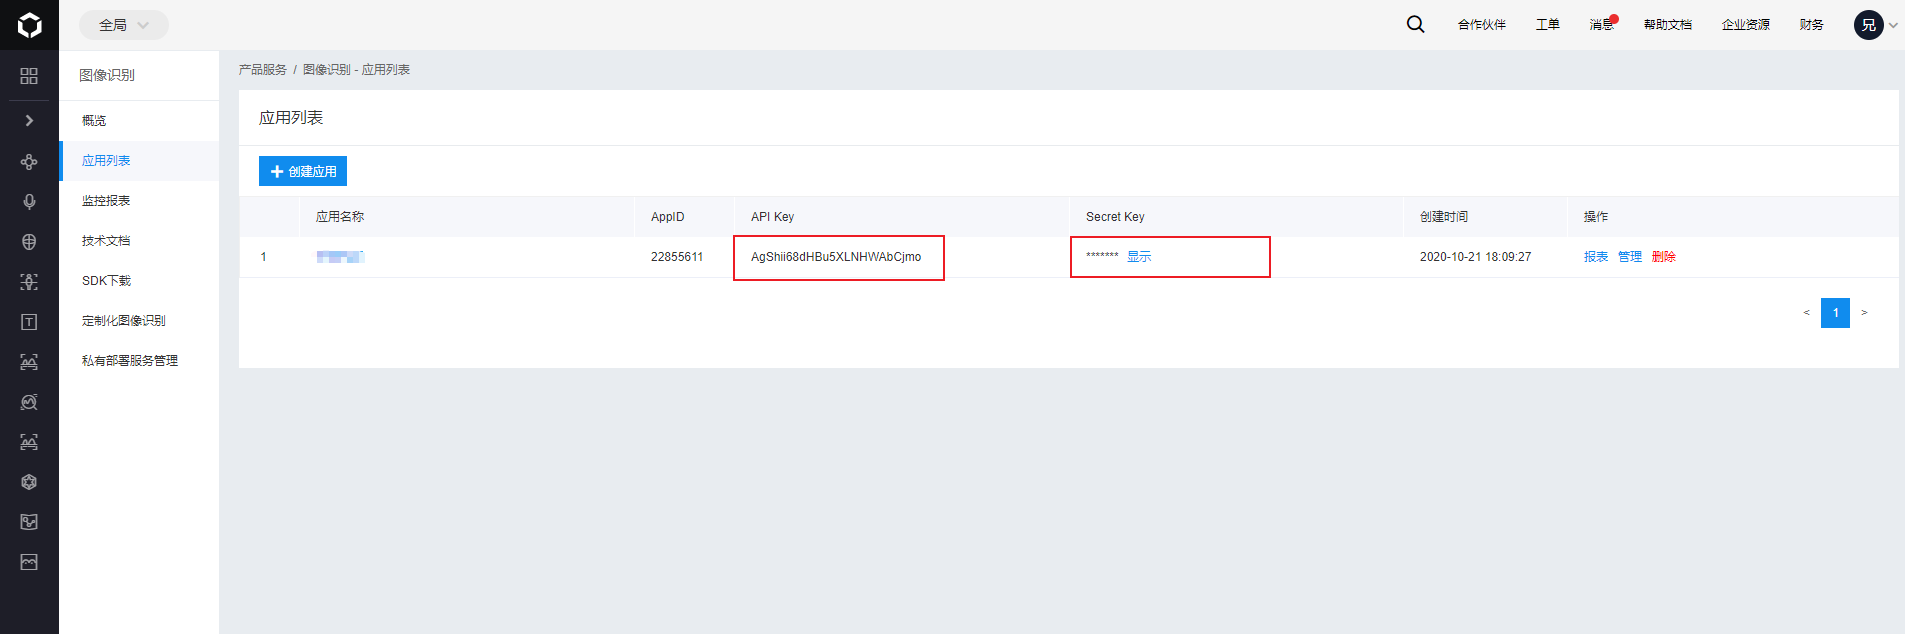 全局
合作伙伴 工单 消息 帮助文档 企业资源 财务 兄
图像识别
概览
应用列表
监控报表
技术文档
SDK下载
定制化图像识别
私有部署服务管理
产品服务 / 图像识别 - 应用列表
应用列表
+ 创建应用
应用名称 AppID API Key Secret Key 创建时间 操作
1 22855611 AgShii68dHBu5XLNHWAbCjmo ******* 显示 2020-10-21 18:09:27 报表 管理 删除
< 1 >